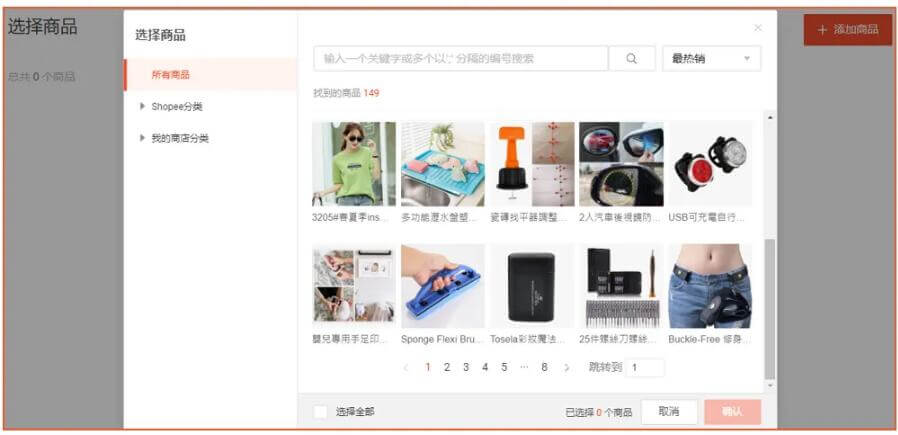 选择商品
+ 添加商品
总共 0 个商品
选择商品
×
所有商品
Shopee分类
我的商店分类
输入一个关键字或多个以";"分隔的编号搜索
最热销
找到的商品 149
3205#春夏季ins...
多功能瀝水盤塑...
瓷磚找平器調整...
2入汽車後視鏡防...
USB可充電自行...
嬰兒專用手足印...
Sponge Flexi Bru...
Tosela彩妝魔法...
25件螺絲刀螺絲...
Buckle-Free 修身...
< 1 2 3 4 5 ... 8 > 跳转到 1
选择全部
已选择 0 个商品
取消
确认